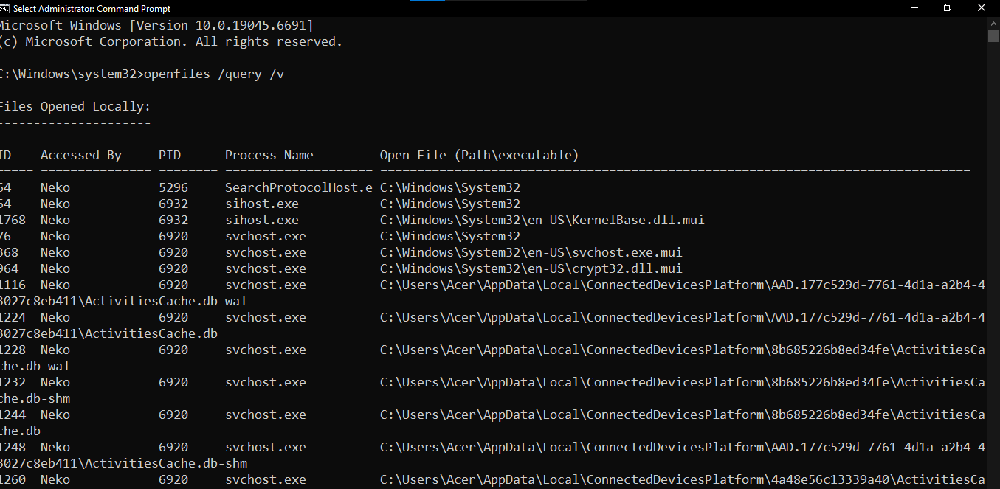 Select Administrator: Command Prompt
Microsoft Windows [Version 10.0.19045.6691]
(c) Microsoft Corporation. All rights reserved.
C:\Windows\system32>openfiles /query /v
Files Opened Locally:
---------------------
ID    Accessed By     PID      Process Name         Open File (Path\executable)
===== =============== ======== ==================== ================================================================================
64    Neko            5296     SearchProtocolHost.e C:\Windows\System32
64    Neko            6932     sihost.exe           C:\Windows\System32
1768  Neko            6932     sihost.exe           C:\Windows\System32\en-US\KernelBase.dll.mui
76    Neko            6920     svchost.exe          C:\Windows\System32
368   Neko            6920     svchost.exe          C:\Windows\System32\en-US\svchost.exe.mui
964   Neko            6920     svchost.exe          C:\Windows\System32\en-US\crypt32.dll.mui
1116  Neko            6920     svchost.exe          C:\Users\Acer\AppData\Local\ConnectedDevicesPlatform\AAD.177c529d-7761-4d1a-a2b4-4
3027c8eb411\ActivitiesCache.db-wal
1224  Neko            6920     svchost.exe          C:\Users\Acer\AppData\Local\ConnectedDevicesPlatform\AAD.177c529d-7761-4d1a-a2b4-4
3027c8eb411\ActivitiesCache.db
1228  Neko            6920     svchost.exe          C:\Users\Acer\AppData\Local\ConnectedDevicesPlatform\8b685226b8ed34fe\ActivitiesCa
che.db-wal
1232  Neko            6920     svchost.exe          C:\Users\Acer\AppData\Local\ConnectedDevicesPlatform\8b685226b8ed34fe\ActivitiesCa
che.db-shm
1244  Neko            6920     svchost.exe          C:\Users\Acer\AppData\Local\ConnectedDevicesPlatform\8b685226b8ed34fe\ActivitiesCa
che.db
1248  Neko            6920     svchost.exe          C:\Users\Acer\AppData\Local\ConnectedDevicesPlatform\AAD.177c529d-7761-4d1a-a2b4-4
3027c8eb411\ActivitiesCache.db-shm
1260  Neko            6920     svchost.exe          C:\Users\Acer\AppData\Local\ConnectedDevicesPlatform\4a48e56c13339a40\ActivitiesCa